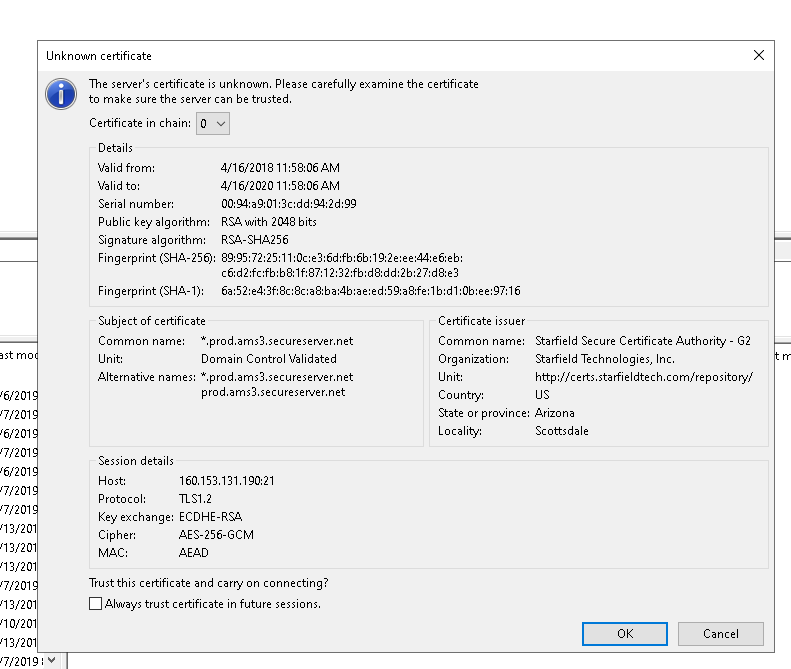 Unknown certificate
The server's certificate is unknown. Please carefully examine the certificate
to make sure the server can be trusted.
Certificate in chain: 0
Details
Valid from: 4/16/2018 11:58:06 AM
Valid to: 4/16/2020 11:58:06 AM
Serial number: 00:94:a9:01:3c:dd:94:2d:99
Public key algorithm: RSA with 2048 bits
Signature algorithm: RSA-SHA256
Fingerprint (SHA-256): 89:95:72:25:11:0c:e3:6d:fb:6b:19:2e:ee:44:e6:eb:
c6:d2:fc:fb:b8:1f:87:12:32:fb:d8:dd:2b:27:d8:e3
Fingerprint (SHA-1): 6a:52:e4:3f:8c:8c:a8:ba:4b:ae:ed:59:a8:fe:1b:d1:0b:ee:97:16
Subject of certificate
Common name: *.prod.ams3.secureserver.net
Unit: Domain Control Validated
Alternative names: *.prod.ams3.secureserver.net
prod.ams3.secureserver.net
Certificate issuer
Common name: Starfield Secure Certificate Authority - G2
Organization: Starfield Technologies, Inc.
Unit: http://certs.starfieldtech.com/repository/
Country: US
State or province: Arizona
Locality: Scottsdale
Session details
Host: 160.153.131.190:21
Protocol: TLS1.2
Key exchange: ECDHE-RSA
Cipher: AES-256-GCM
MAC: AEAD
Trust this certificate and carry on connecting?
Always trust certificate in future sessions.
OK Cancel
ast mod
t m
/6/2019
/7/2019
/6/2019
/7/2019
/6/2019
/7/2019
/7/2019
/13/201
/13/201
/13/201
/7/2019
/13/201
/10/201
/13/201
/7/2019